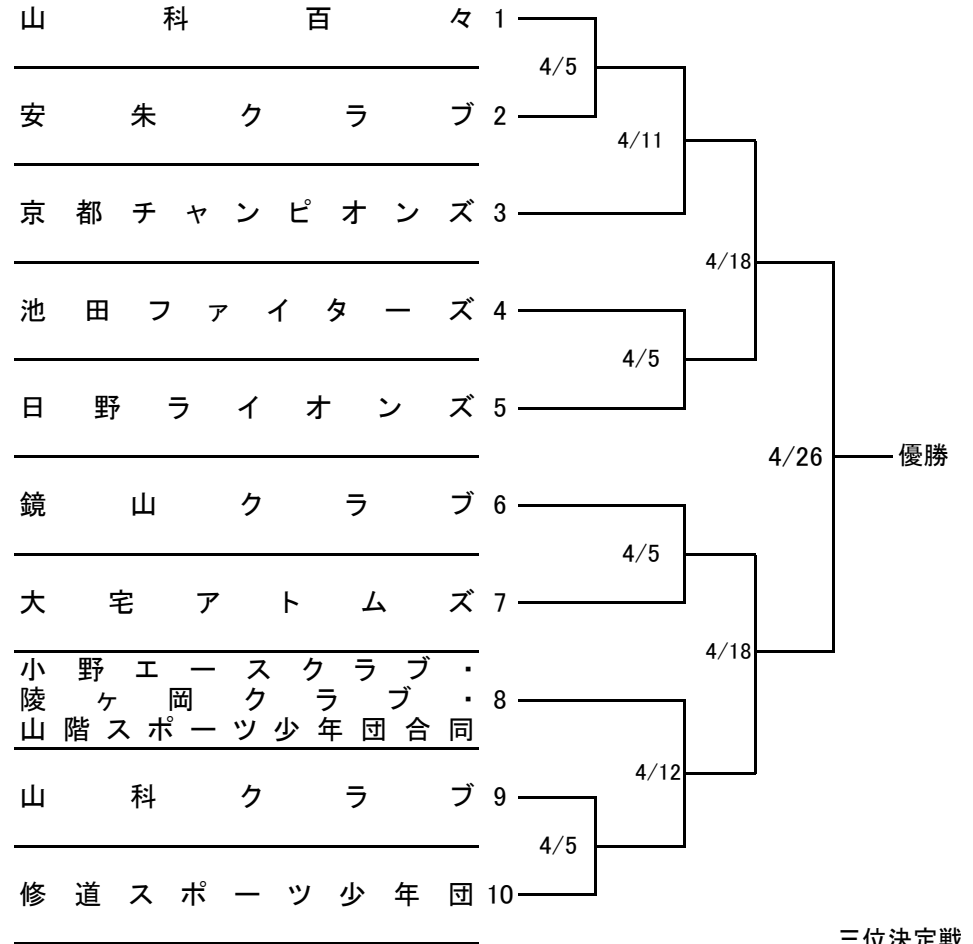 山科百々 1
4/5
安朱クラブ 2
4/11
京都チャンピオンズ 3
4/18
池田ファイターズ 4
4/5
日野ライオンズ 5
4/26 優勝
鏡山クラブ 6
4/5
大宅アトムズ 7
4/18
小野エースクラブ・
陵ヶ岡クラブ・ 8
山階スポーツ少年団合同
4/12
山科クラブ 9
4/5
修道スポーツ少年団 10
三位決定戦